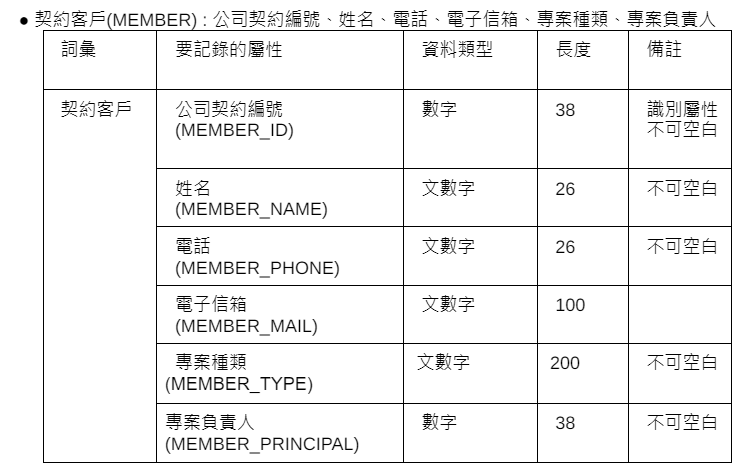 ● 契約客戶(MEMBER) : 公司契約編號、姓名、電話、電子信箱、專案種類、專案負責人
詞彙 要記錄的屬性 資料類型 長度 備註
契約客戶 公司契約編號 數字 38 識別屬性
(MEMBER_ID) 不可空白
姓名 文數字 26 不可空白
(MEMBER_NAME)
電話 文數字 26 不可空白
(MEMBER_PHONE)
電子信箱 文數字 100
(MEMBER_MAIL)
專案種類 文數字 200 不可空白
(MEMBER_TYPE)
專案負責人 數字 38 不可空白
(MEMBER_PRINCIPAL)